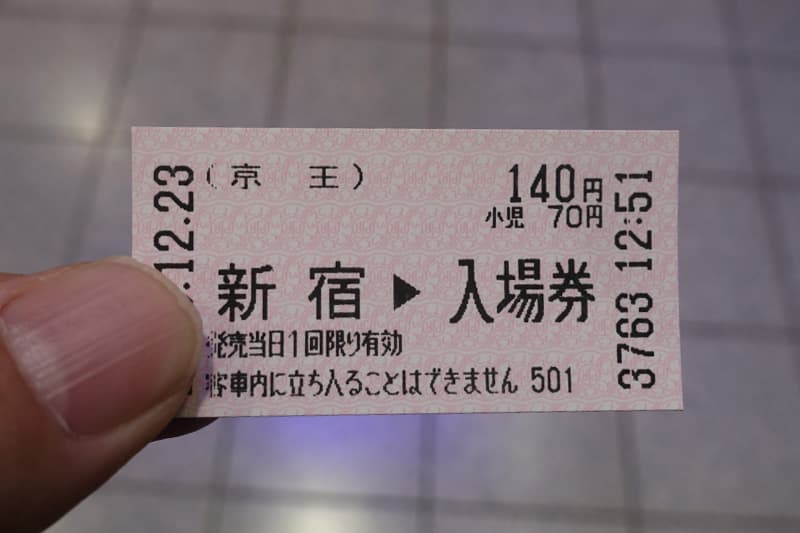 （京　王）
140円
小児 70円
新宿▶入場券
発売当日1回限り有効
客車内に立ち入ることはできません 501
.12.23
3763 12:51